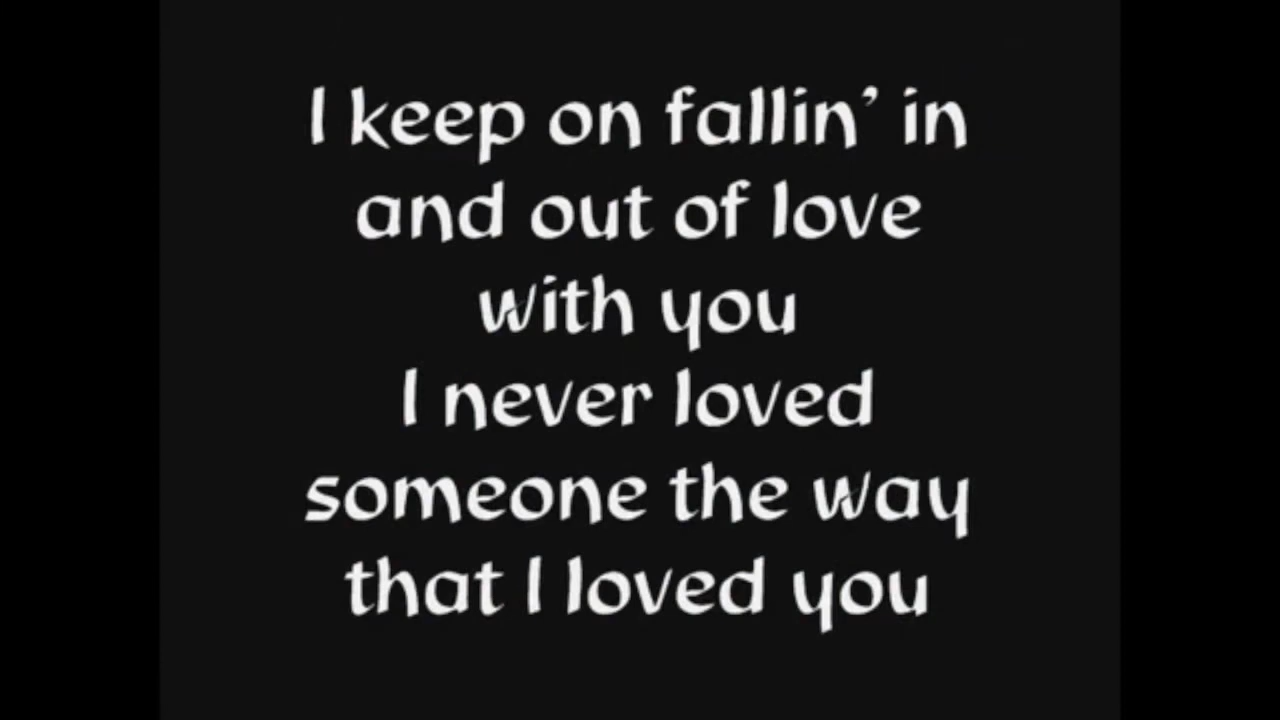 I keep on fallin’ in
and out of love
with you
I never loved
someone the way
that I loved you